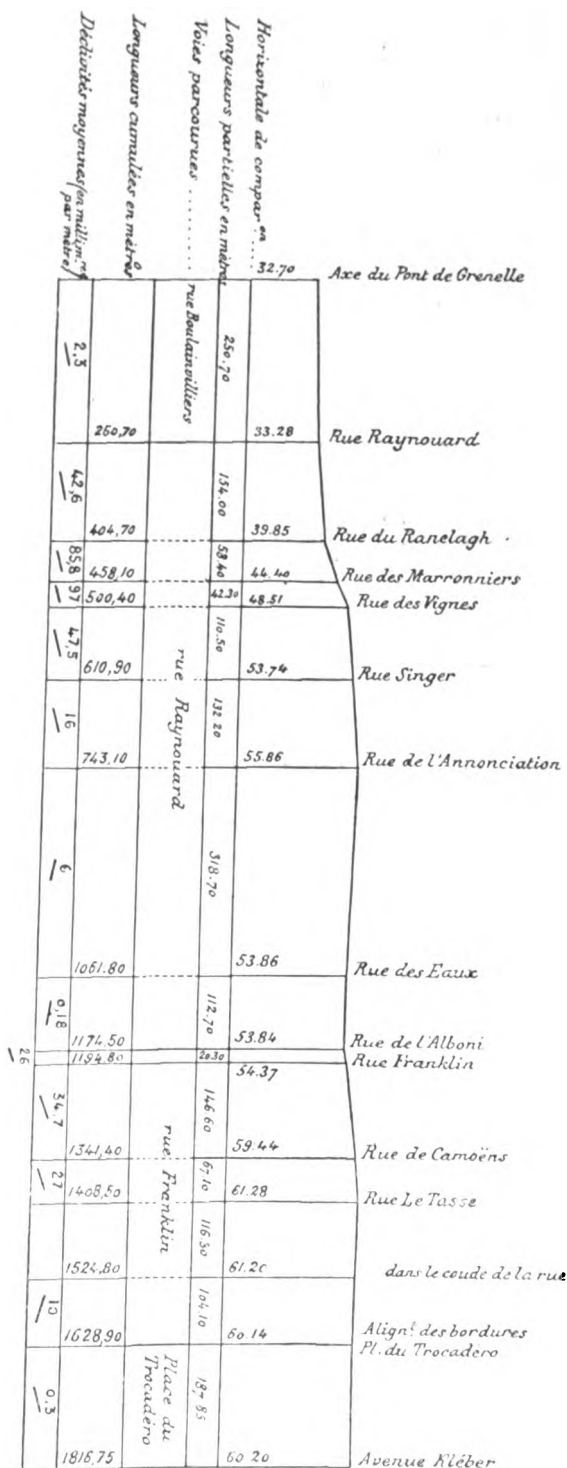 Horizontale de compar.on ....
Longueurs partielles en mètres
Voies parcourues .........
Longueurs cumulées en mètres
Déclivités moyennes (en millim.res
par mètre)
32.70 Axe du Pont de Grenelle
2,3 rue Boulainvilliers 250.70
250,70 33.28 Rue Raynouard
42,6 154.00
404,70 39.85 Rue du Ranelagh
85,8 53.40
458,10 44.40 Rue des Marronniers
97 42.30
500,40 48.51 Rue des Vignes
47,5 110.50
610,90 53.74 Rue Singer
16 rue Raynouard 132.20
743,10 55.86 Rue de l'Annonciation
6 318.70
1061.80 53.86 Rue des Eaux
0,18 112.70
1174.50 53.84 Rue de l'Alboni
26 20.30
1194.80 54.37 Rue Franklin
34,7 146.60
1341,40 59.44 Rue de Camoëns
27 rue Franklin 67.10
1408,50 61.28 Rue Le Tasse
1524,80 dans le coude de la rue
10 104.10
1628,90 60.14 Align.t des bordures
Pl. du Trocadéro
0,3 Place du
Trocadéro 187.85
1816,75 60 20 Avenue Kléber